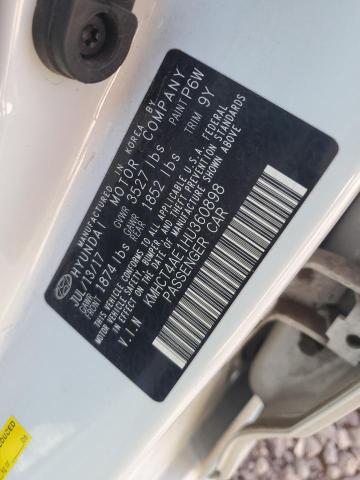 MANUFACTURED IN KOREA BY
HYUNDAI MOTOR COMPANY
JUL/13/17 GVWR 3527 lbs PAINT P6W
GAWR FRONT 1874 lbs GAWR REAR 1852 lbs TRIM 9Y
THIS VEHICLE CONFORMS TO ALL APPLICABLE U.S.A. FEDERAL
MOTOR VEHICLE SAFETY, BUMPER, AND THEFT PREVENTION
STANDARDS IN EFFECT ON THE DATE OF MANUFACTURE SHOWN ABOVE
V.I.N KMHCT4AE1HU360898
PASSENGER CAR